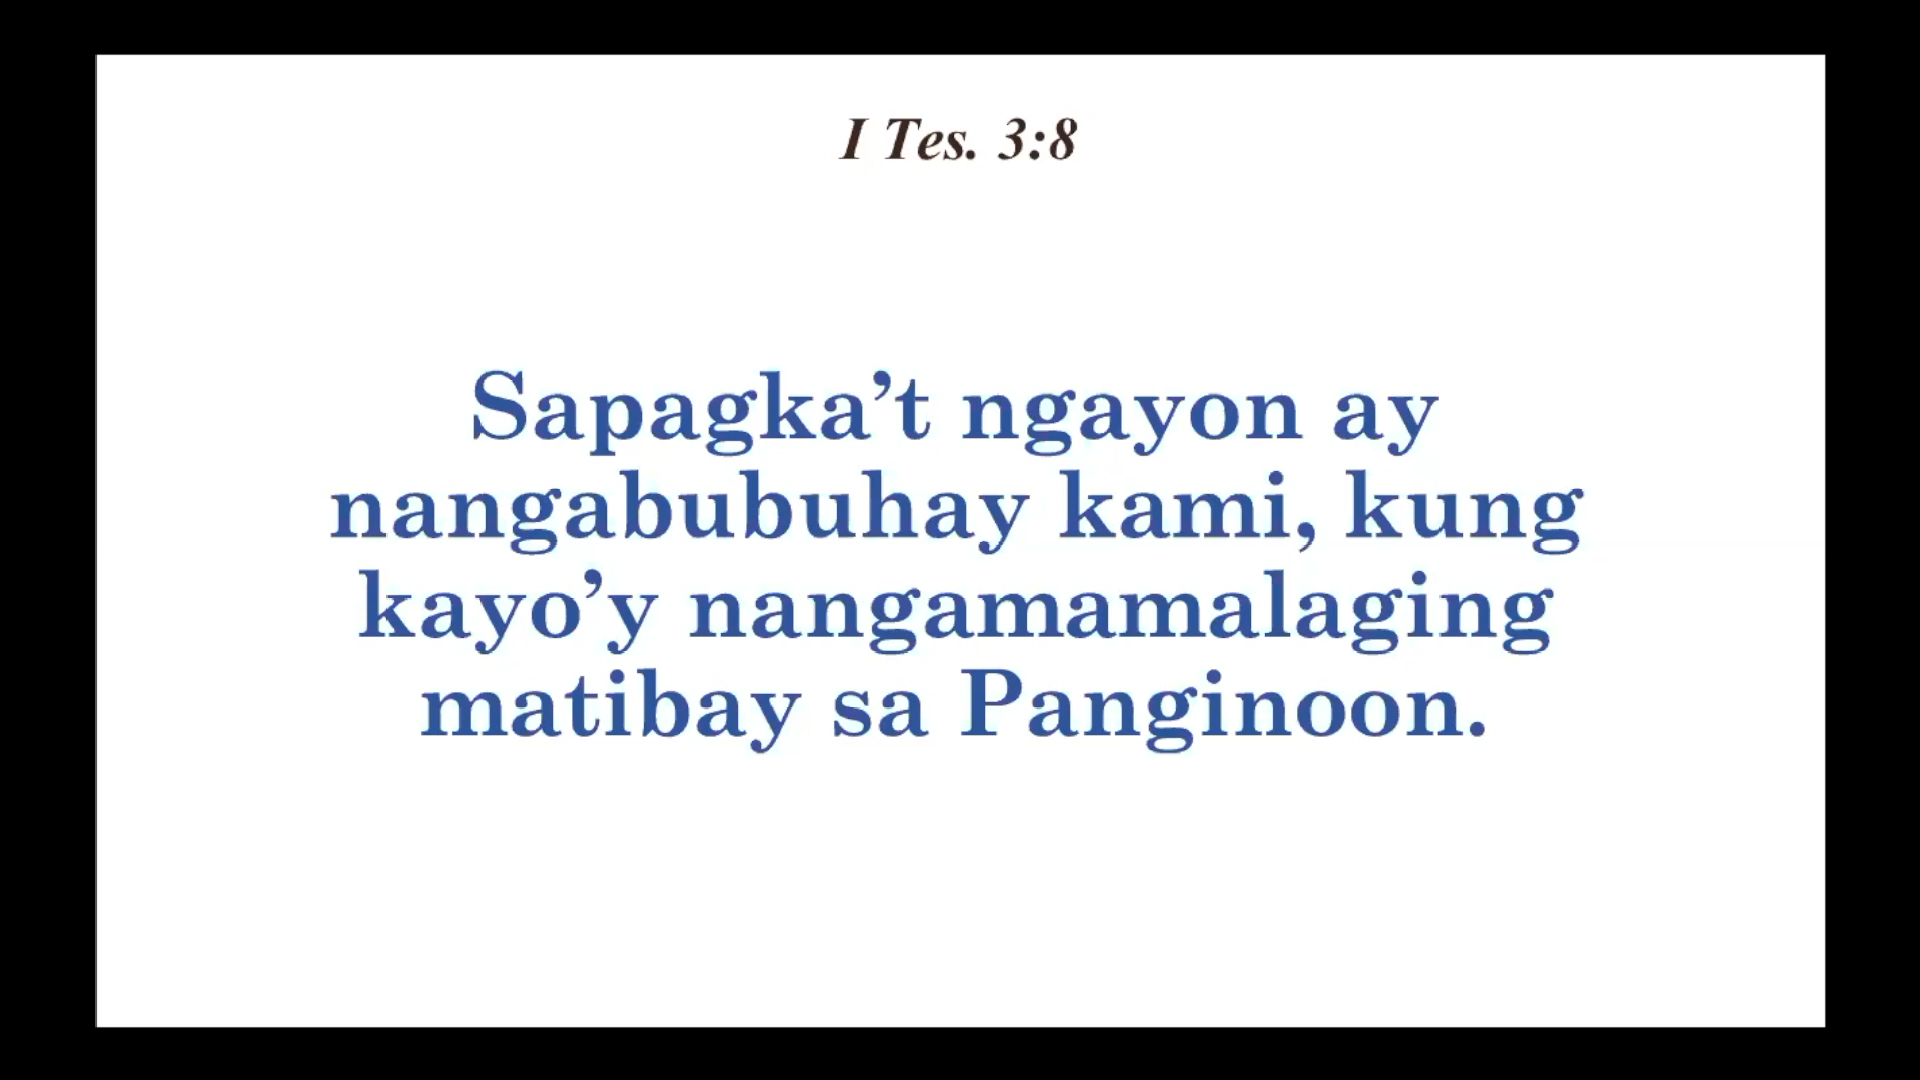 I Tes. 3:8
Sapagka’t ngayon ay
nangabubuhay kami, kung
kayo’y nangamamalaging
matibay sa Panginoon.